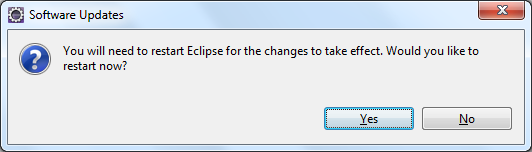 Software Updates
You will need to restart Eclipse for the changes to take effect. Would you like to
restart now?
Yes
No